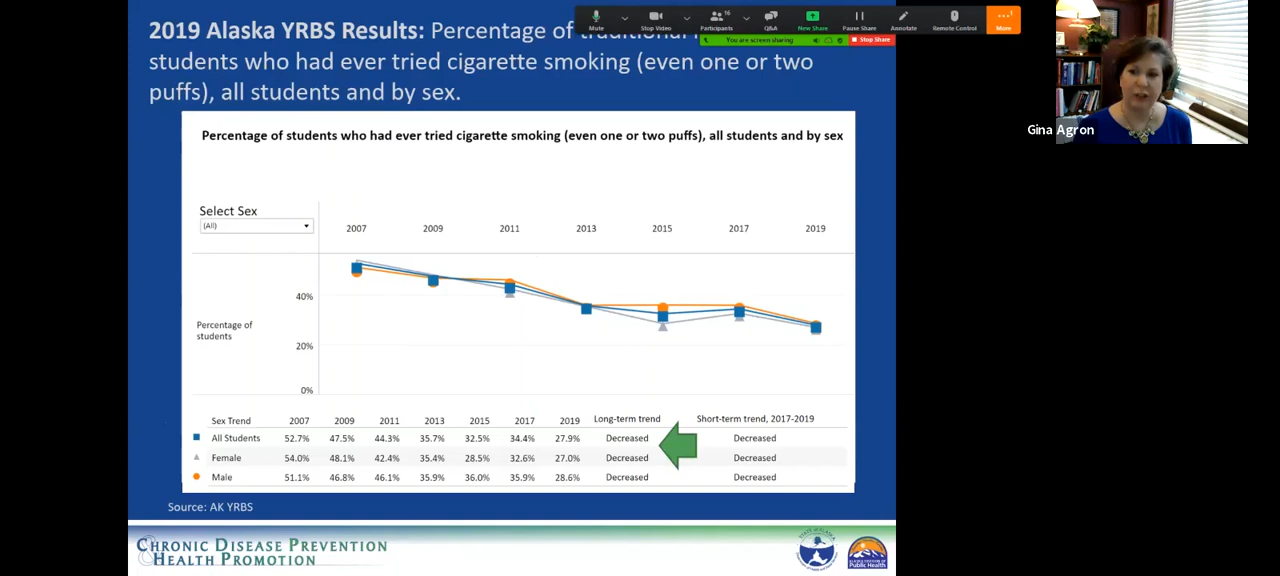 2019 Alaska YRBS Results: Percentage of
students who had ever tried cigarette smoking (even one or two
puffs), all students and by sex.
Mute
Stop Video
16
Participants
Q&A
New Share
Pause Share
Annotate
Remote Control
1
More
You are screen sharing
Stop Share
Gina Agron
Percentage of students who had ever tried cigarette smoking (even one or two puffs), all students and by sex
Select Sex
(All)
2007 2009 2011 2013 2015 2017 2019
40%
Percentage of
students
20%
0%
Sex Trend 2007 2009 2011 2013 2015 2017 2019 Long-term trend Short-term trend, 2017-2019
All Students 52.7% 47.5% 44.3% 35.7% 32.5% 34.4% 27.9% Decreased Decreased
Female 54.0% 48.1% 42.4% 35.4% 28.5% 32.6% 27.0% Decreased Decreased
Male 51.1% 46.8% 46.1% 35.9% 36.0% 35.9% 28.6% Decreased Decreased
Source: AK YRBS
CHRONIC DISEASE PREVENTION
& HEALTH PROMOTION
STATE OF ALASKA
Public Health